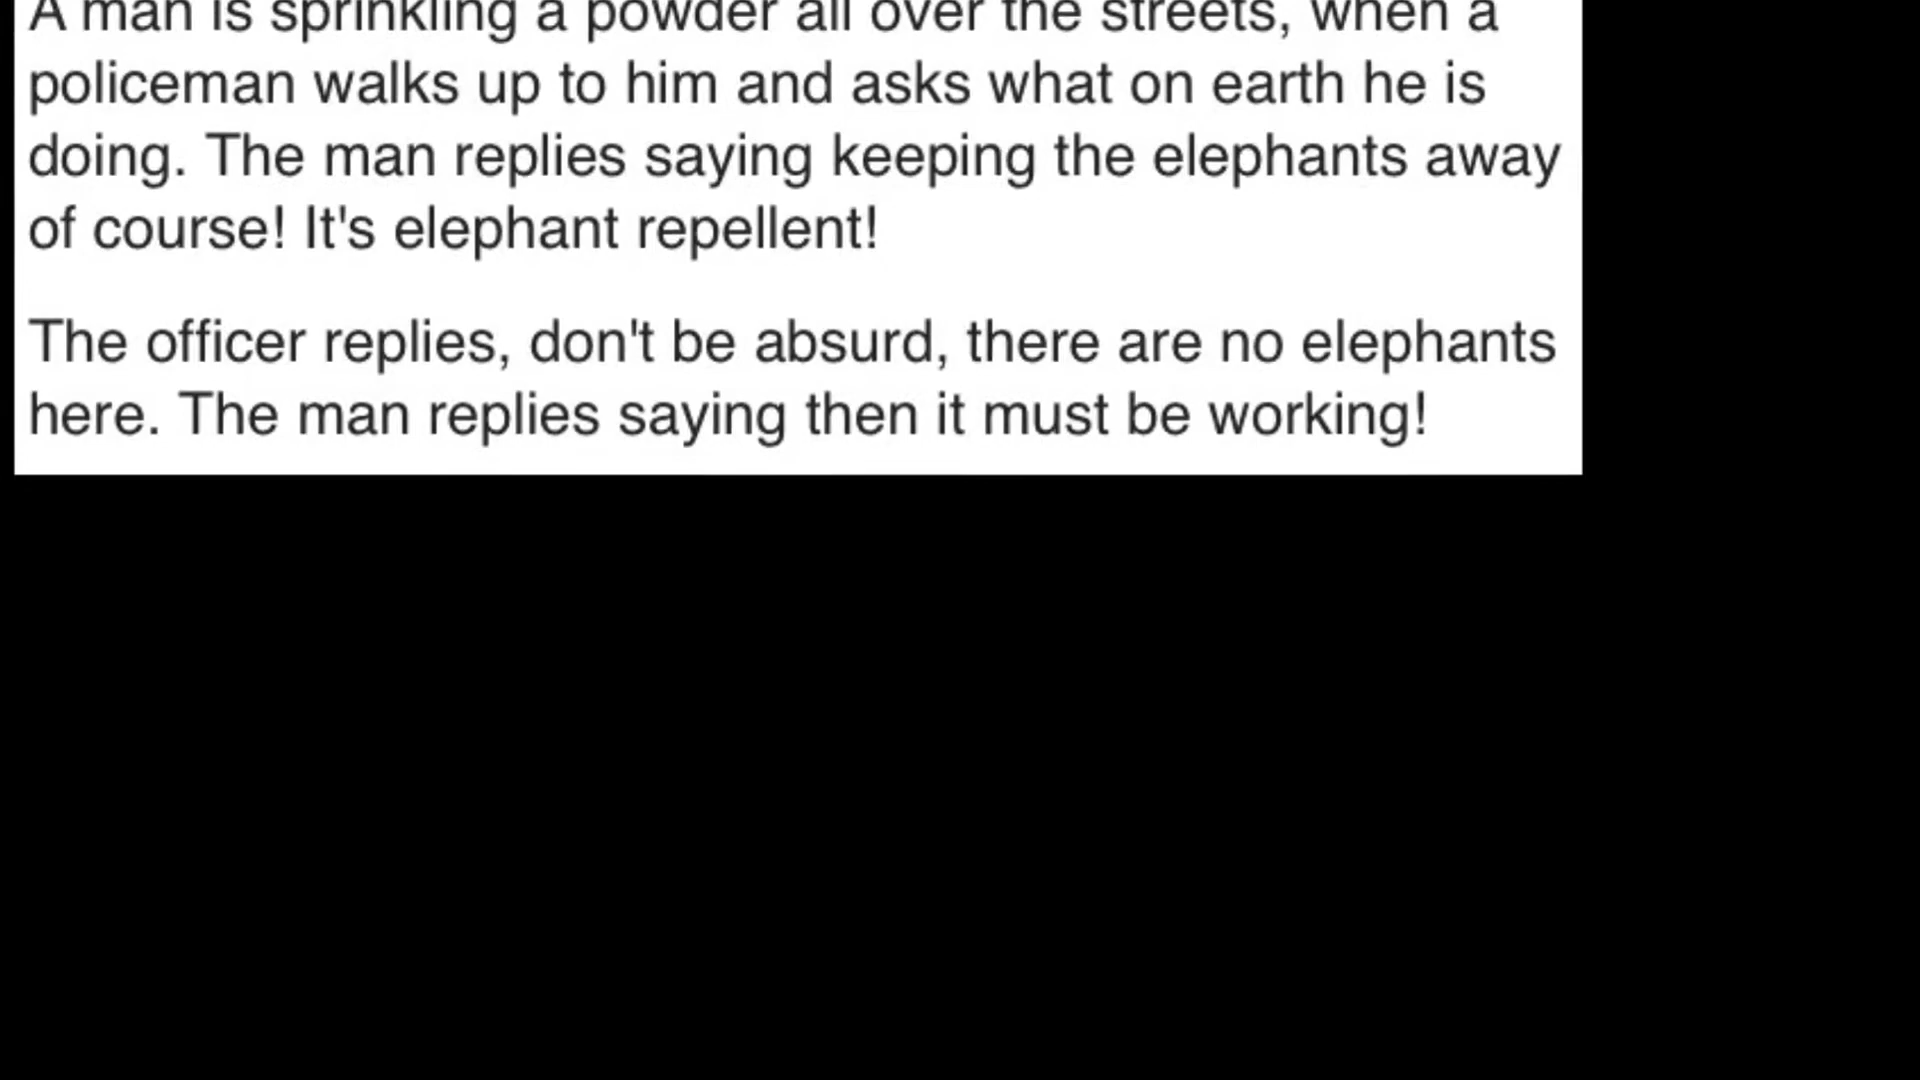 A man is sprinkling a powder all over the streets, when a
policeman walks up to him and asks what on earth he is
doing. The man replies saying keeping the elephants away
of course! It's elephant repellent!
The officer replies, don't be absurd, there are no elephants
here. The man replies saying then it must be working!